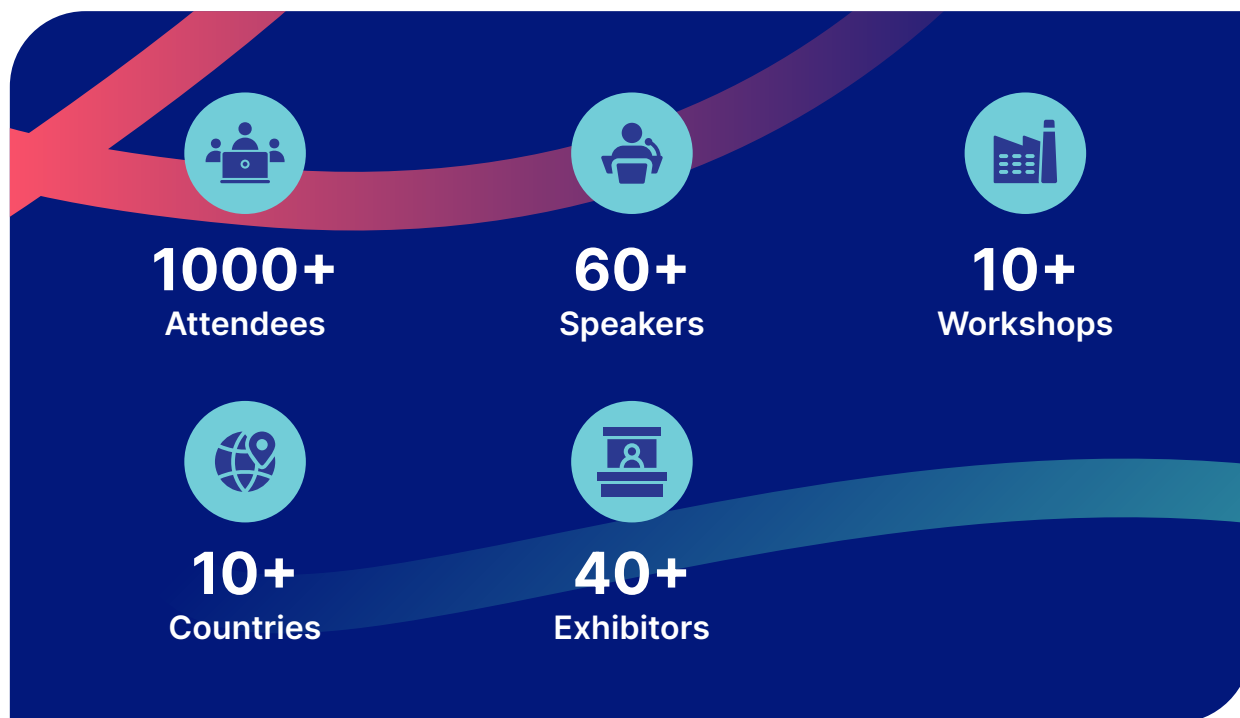 1000+
Attendees
60+
Speakers
10+
Workshops
10+
Countries
40+
Exhibitors